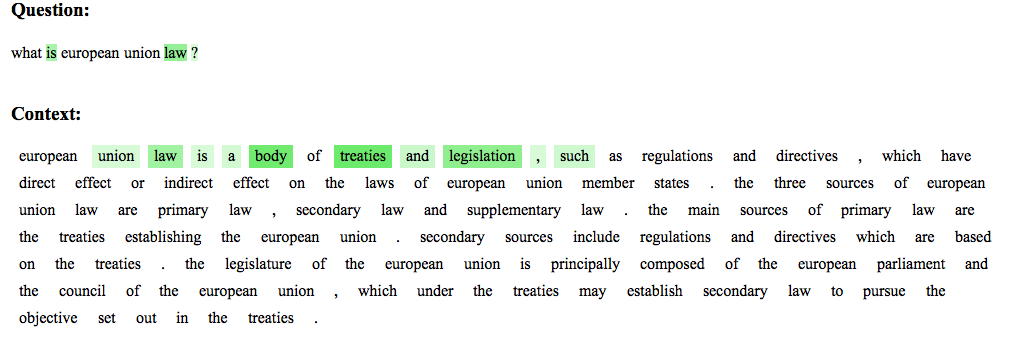 Question:
what is european union law ?
Context:
european union law is a body of treaties and legislation , such as regulations and directives , which have
direct effect or indirect effect on the laws of european union member states . the three sources of european
union law are primary law , secondary law and supplementary law . the main sources of primary law are
the treaties establishing the european union . secondary sources include regulations and directives which are based
on the treaties . the legislature of the european union is principally composed of the european parliament and
the council of the european union , which under the treaties may establish secondary law to pursue the
objective set out in the treaties .